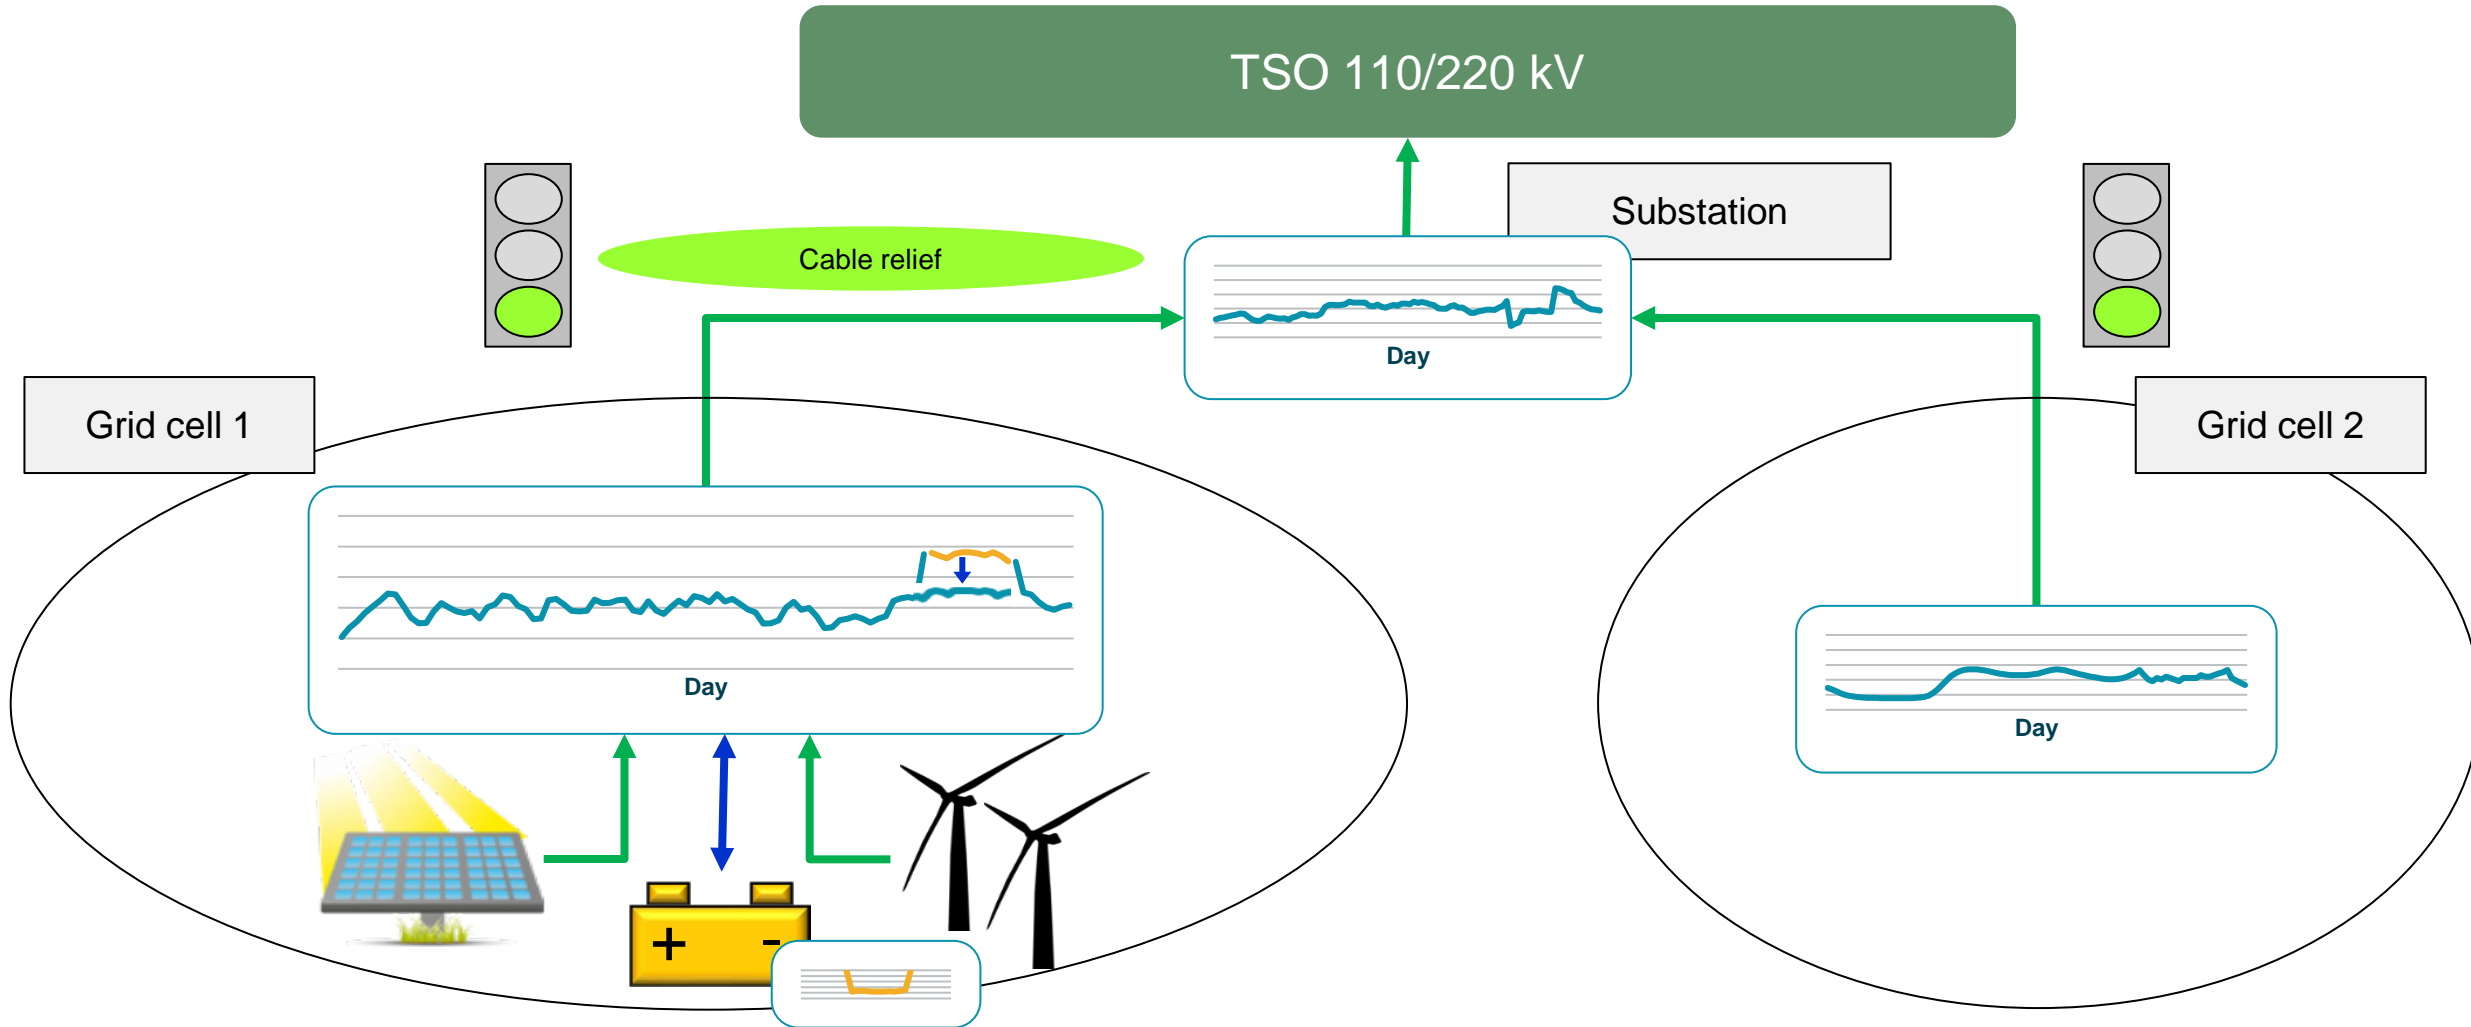 TSO 110/220 kV
Substation
Cable relief
Day
Grid cell 1
Grid cell 2
Day
Day
+ -